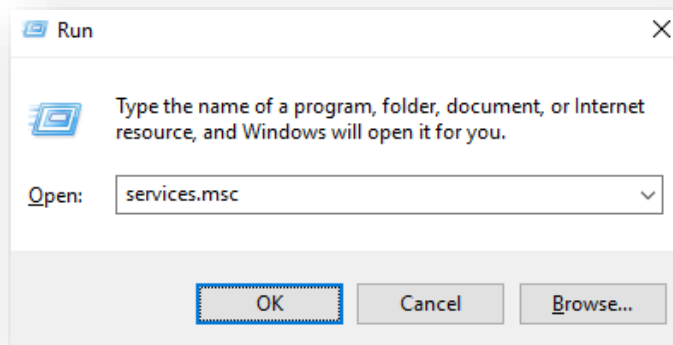 Run
Type the name of a program, folder, document, or Internet
resource, and Windows will open it for you.
Open: services.msc
OK Cancel Browse...